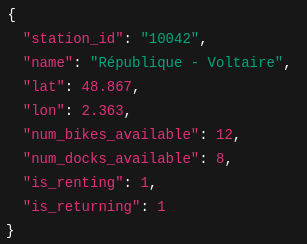 {
  "station_id": "10042",
  "name": "République - Voltaire",
  "lat": 48.867,
  "lon": 2.363,
  "num_bikes_available": 12,
  "num_docks_available": 8,
  "is_renting": 1,
  "is_returning": 1
}